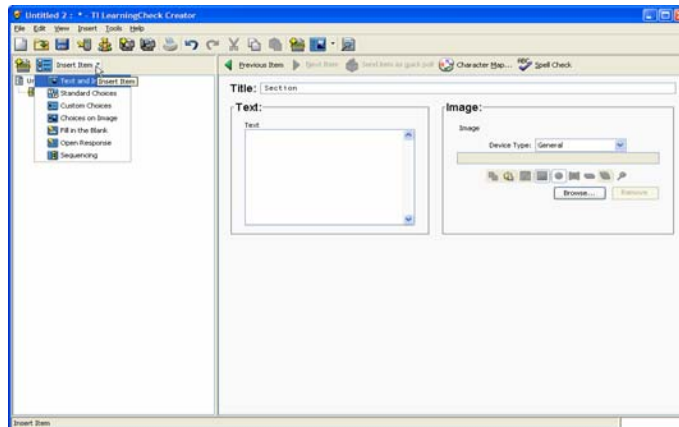 Untitled 2 : * - TI LearningCheck Creator
File Edit View Insert Tools Help
Insert Item
Previous Item Next Item Send item as quick poll Character Map... Spell Check
Text and I
Insert Item
Standard Choices
Custom Choices
Choices on Image
Fill in the Blank
Open Response
Sequencing
Title: Section
Text:
Text
Image:
Image
Device Type: General
Browse... Remove
Insert Item